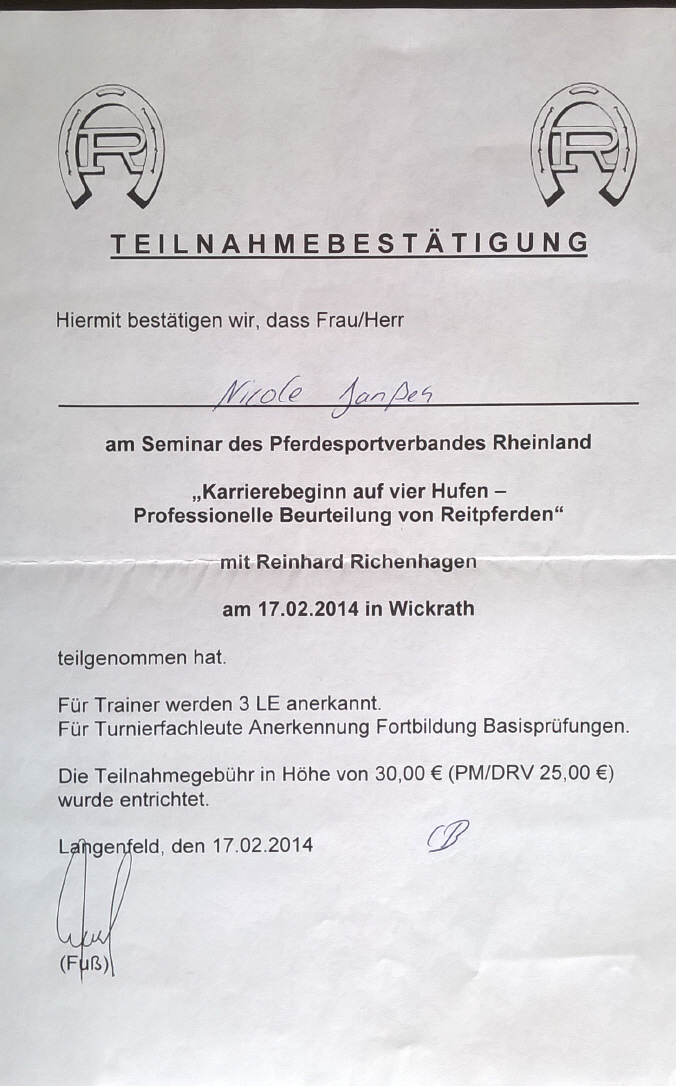 R R
TEILNAHMEBESTÄTIGUNG
Hiermit bestätigen wir, dass Frau/Herr
Nicole Janßen
am Seminar des Pferdesportverbandes Rheinland
„Karrierebeginn auf vier Hufen –
Professionelle Beurteilung von Reitpferden“
mit Reinhard Richenhagen
am 17.02.2014 in Wickrath
teilgenommen hat.
Für Trainer werden 3 LE anerkannt.
Für Turnierfachleute Anerkennung Fortbildung Basisprüfungen.
Die Teilnahmegebühr in Höhe von 30,00 € (PM/DRV 25,00 €)
wurde entrichtet.
Langenfeld, den 17.02.2014
(Fuß)